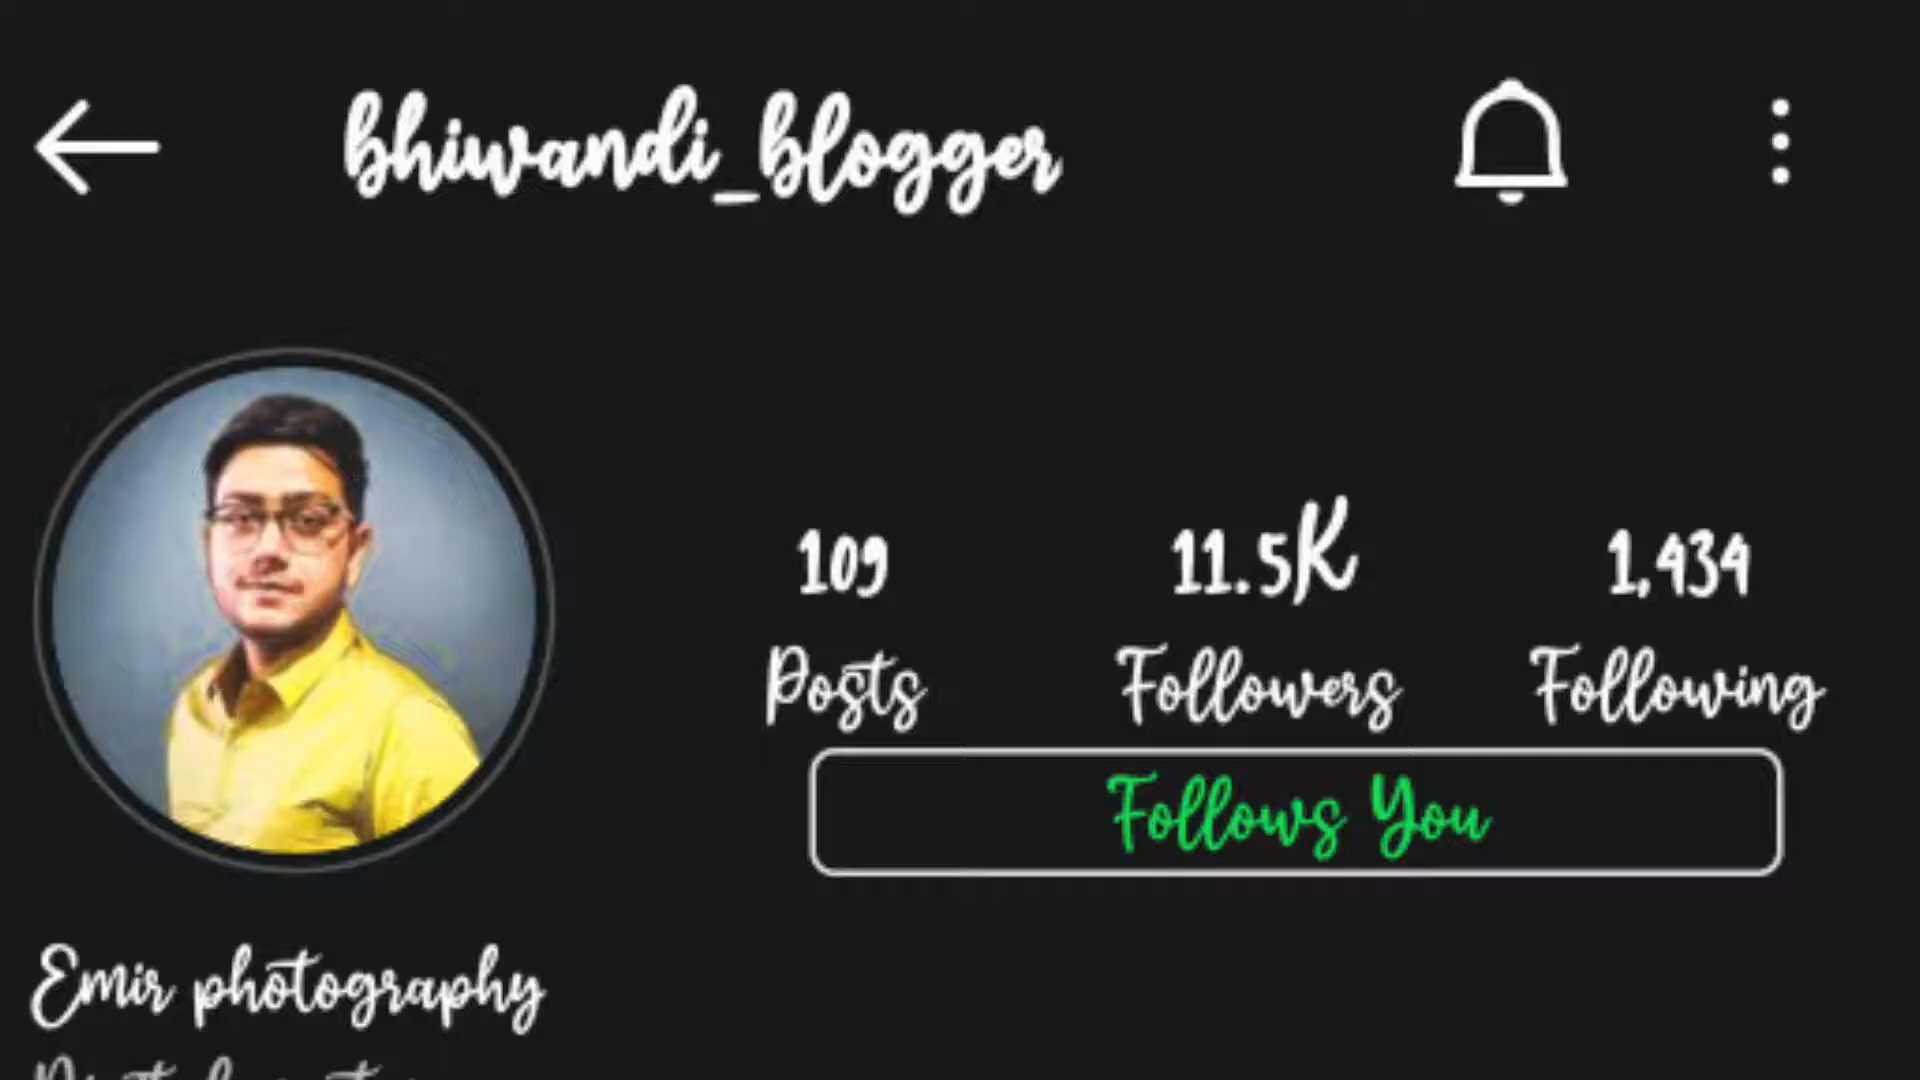 bhiwandi_blogger
109 11.5K 1,434
Posts Followers Following
Follows You
Emir photography